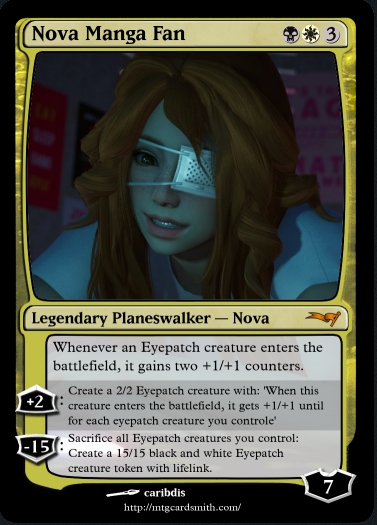 Nova Manga Fan 3
Legendary Planeswalker — Nova
Whenever an Eyepatch creature enters the
battlefield, it gains two +1/+1 counters.
+2 : Create a 2/2 Eyepatch creature with: 'When this
creature enters the battlefield, it gets +1/+1 until
for each eyepatch creature you controle'
-15 : Sacrifice all Eyepatch creatures you control:
Create a 15/15 black and white Eyepatch
creature token with lifelink.
7
caribdis
http://mtgcardsmith.com/